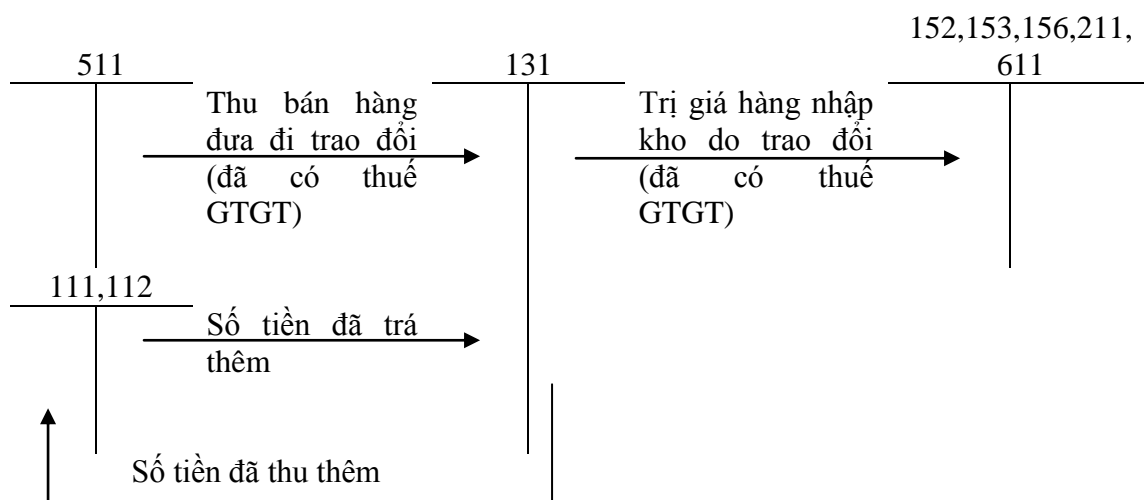 152,153,156,211,
511
131
611
Thu bán hàng
đưa đi trao đổi
(đã có thuế
GTGT)
Trị giá hàng nhập
kho do trao đổi
(đã có thuế
GTGT)
111,112
Số tiền đã trá
thêm
Số tiền đã thu thêm